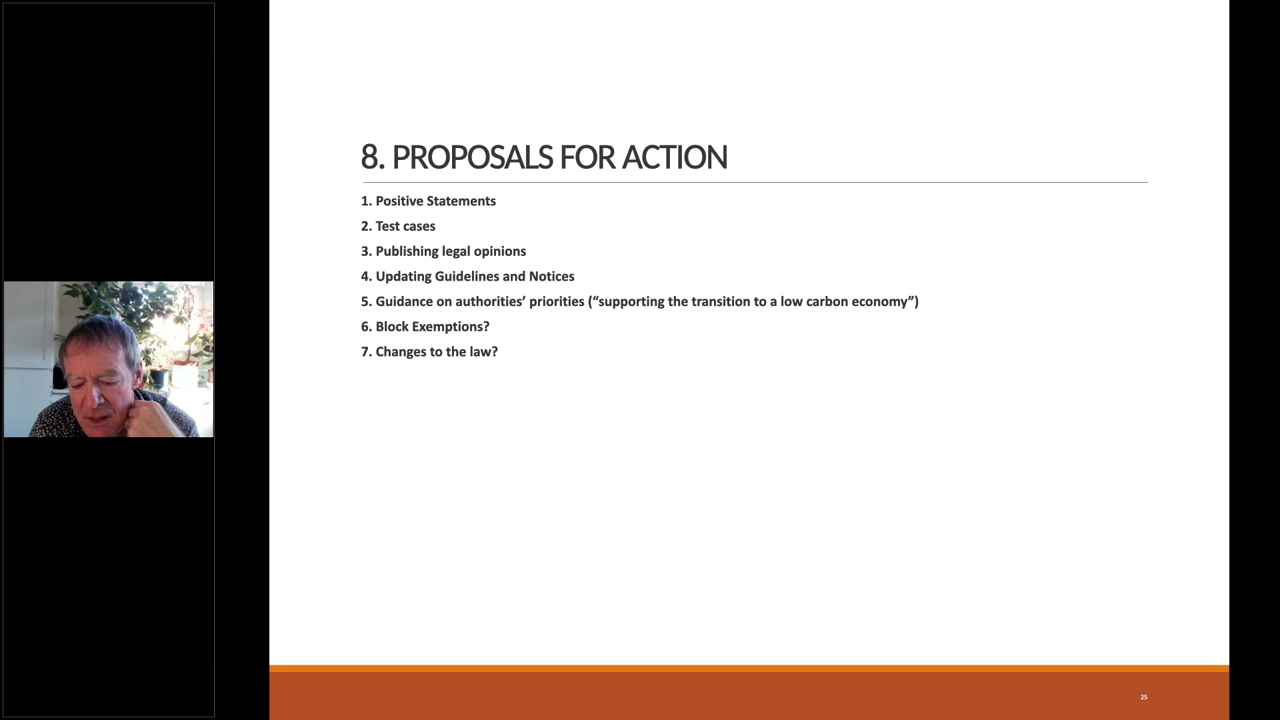 8. PROPOSALS FOR ACTION
1. Positive Statements
2. Test cases
3. Publishing legal opinions
4. Updating Guidelines and Notices
5. Guidance on authorities’ priorities (“supporting the transition to a low carbon economy”)
6. Block Exemptions?
7. Changes to the law?
25